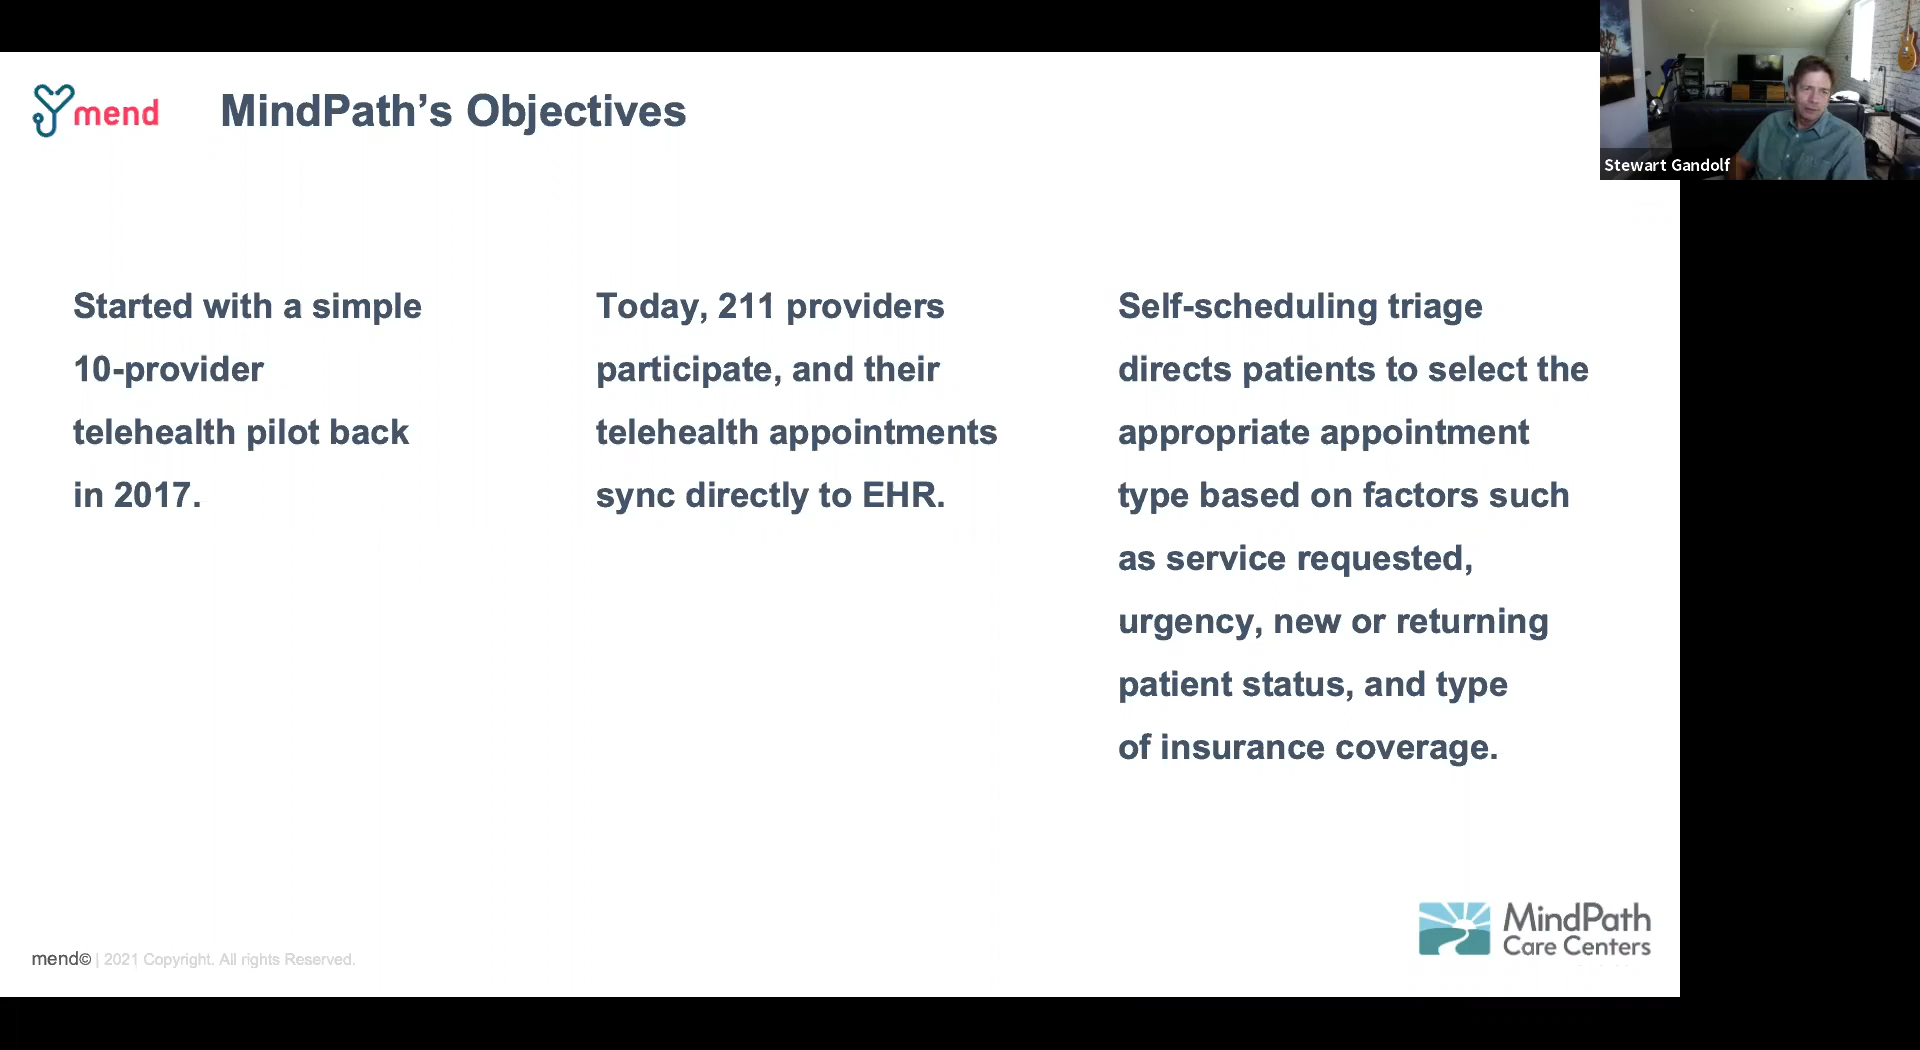 mend
MindPath’s Objectives
Stewart Gandolf
Started with a simple
10-provider
telehealth pilot back
in 2017.
Today, 211 providers
participate, and their
telehealth appointments
sync directly to EHR.
Self-scheduling triage
directs patients to select the
appropriate appointment
type based on factors such
as service requested,
urgency, new or returning
patient status, and type
of insurance coverage.
MindPath
Care Centers
mend© | 2021 Copyright. All rights Reserved.